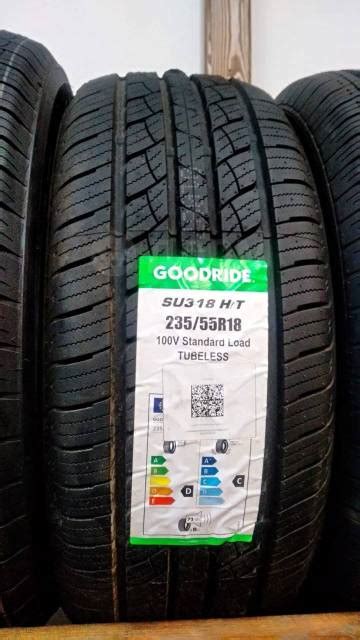 GOODRIDE
SU318 H/T
235/55R18
100V Standard Load
TUBELESS
A
B
C
D
E
D
A
B
C
D
E
C